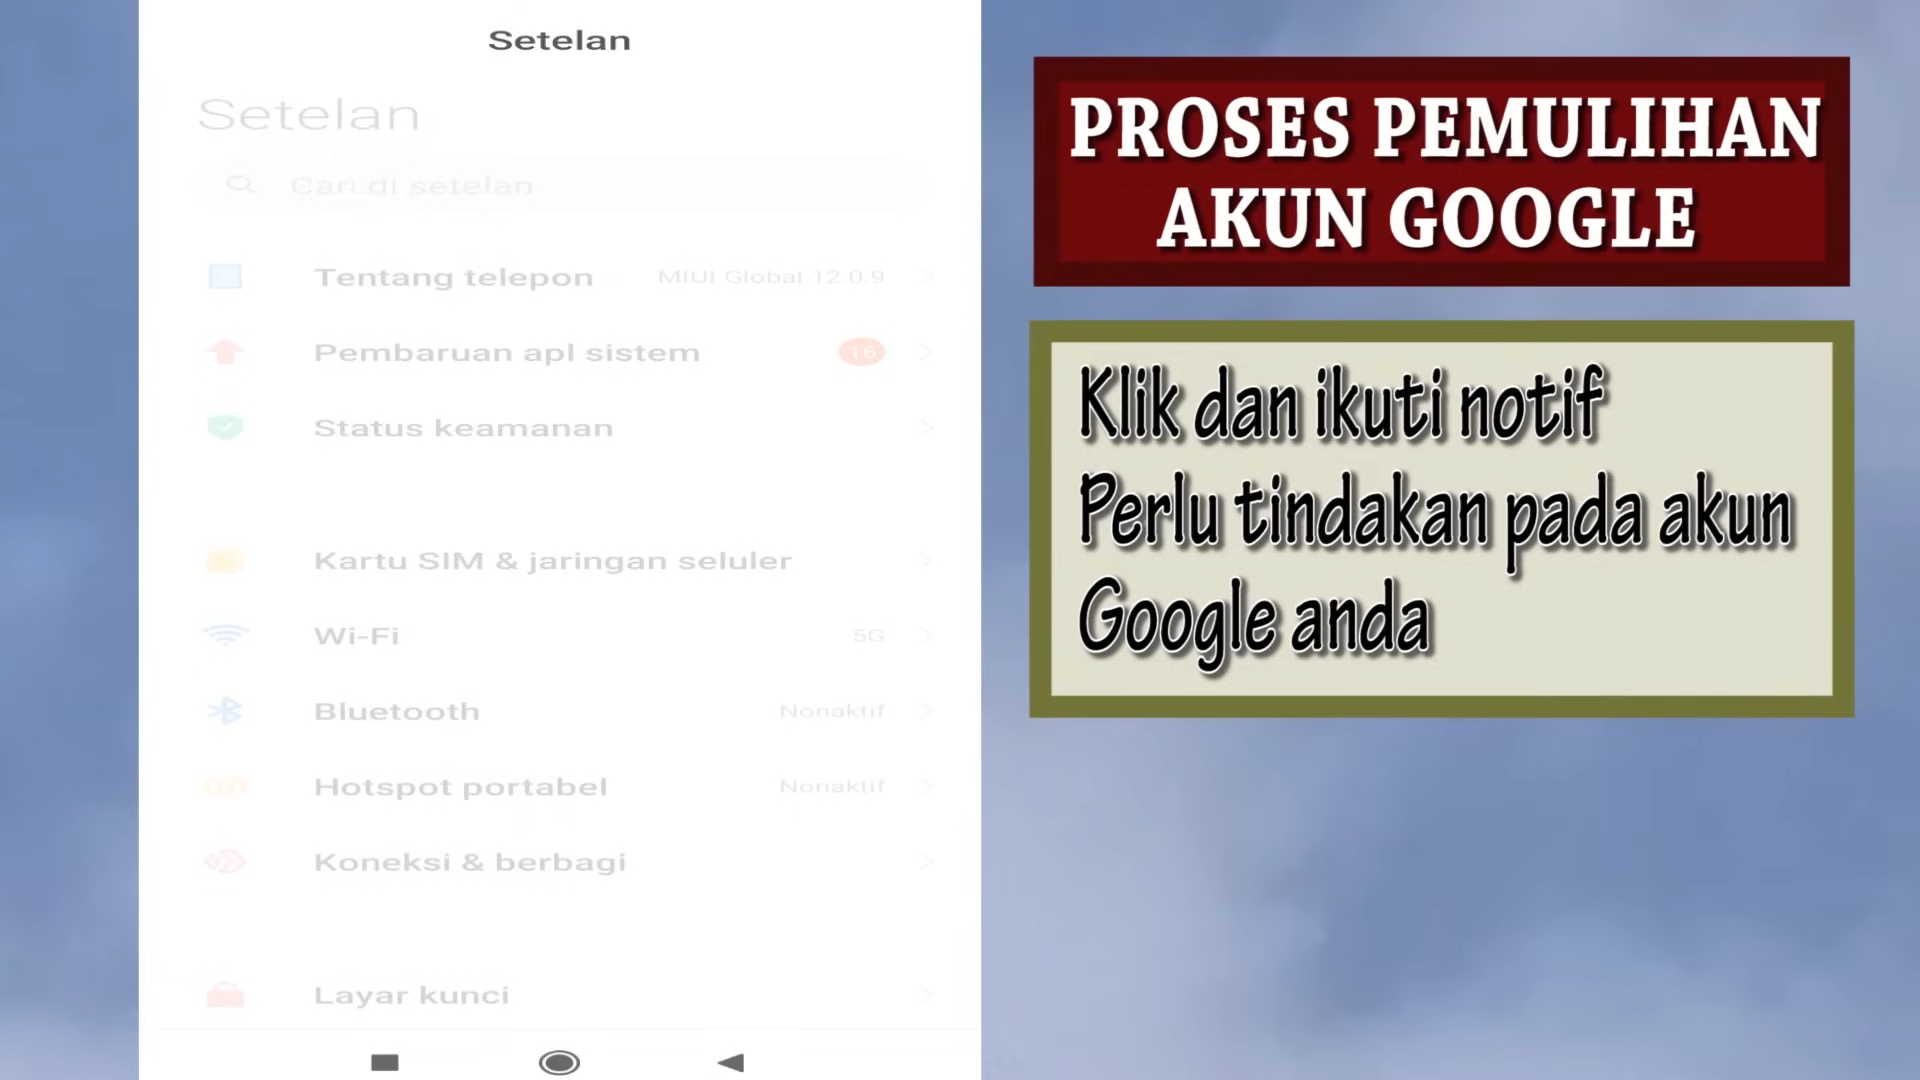 Setelan
Setelan
Cari di setelan
Tentang telepon MIUI Global 12.0.9
Pembaruan apl sistem 16
Status keamanan
Kartu SIM & jaringan seluler
Wi-Fi 5G
Bluetooth Nonaktif
Hotspot portabel Nonaktif
Koneksi & berbagi
Layar kunci
PROSES PEMULIHAN
AKUN GOOGLE
Klik dan ikuti notif
Perlu tindakan pada akun
Google anda